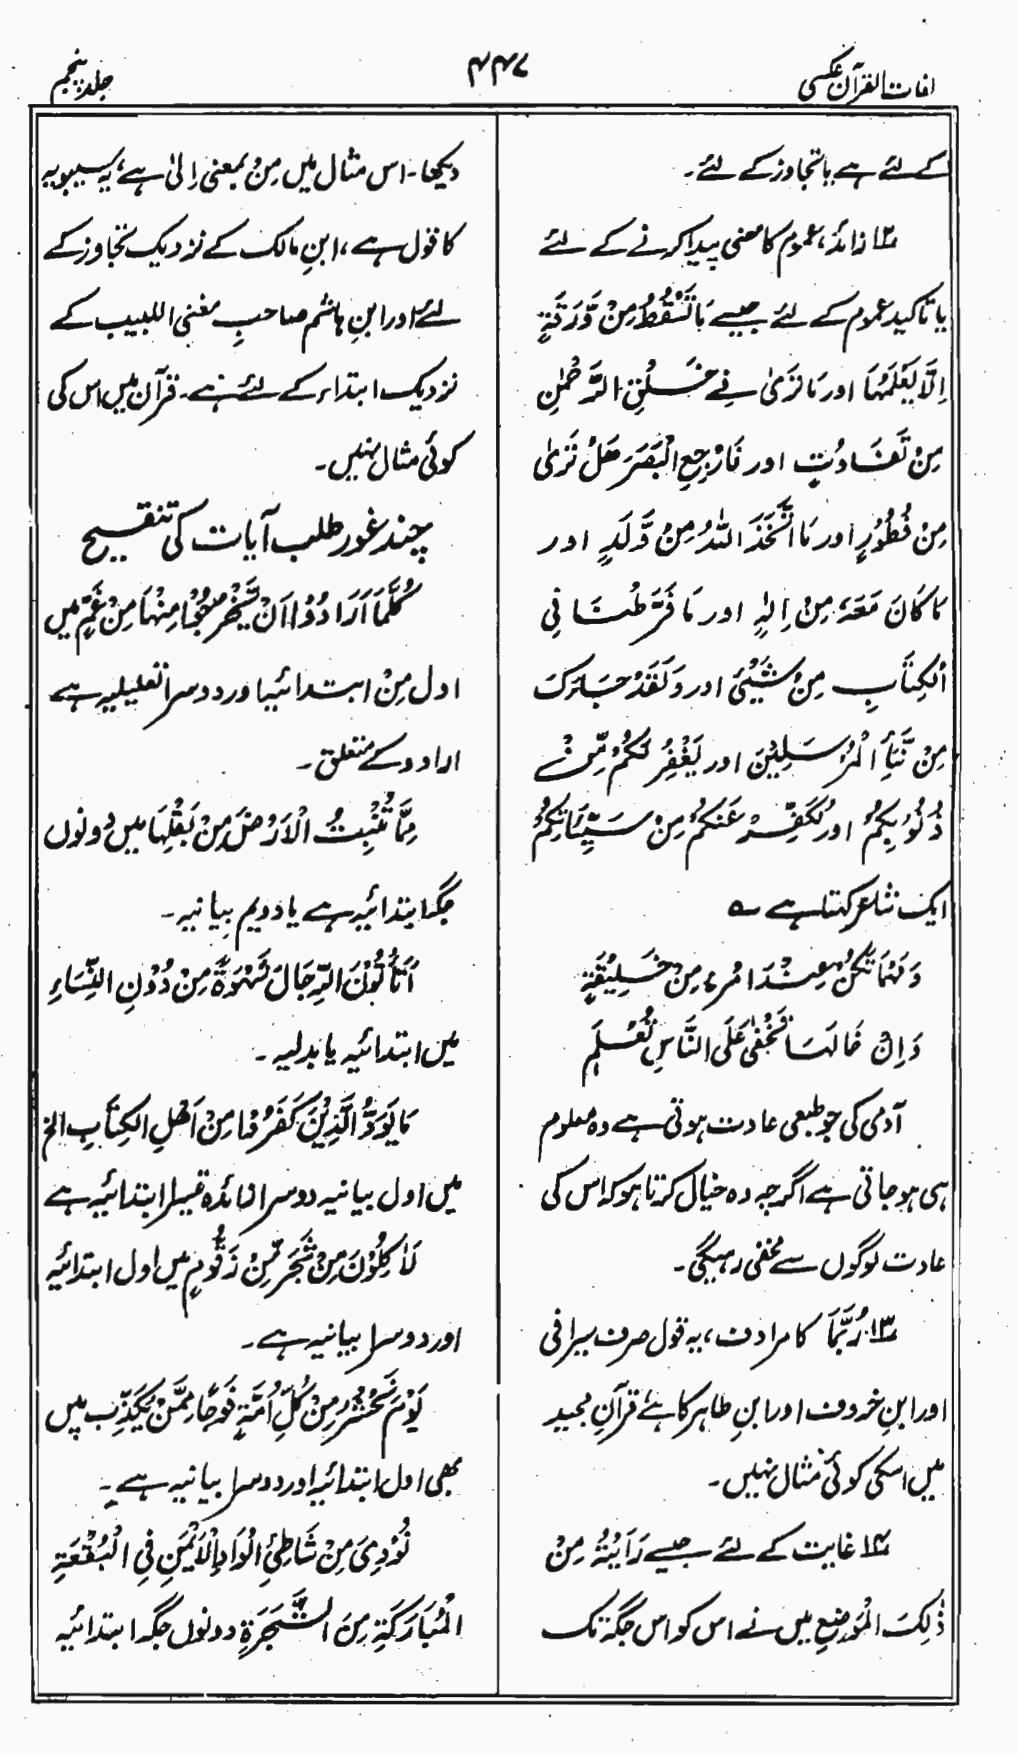 لغات القرآن عکسی
۴۴۷
جلد پنجم
کے لئے ہے یا تجاوز کے لئے۔
۱۲ زائد، عموم کا معنی پیدا کرنے کے لئے
یا تاکید عموم کے لئے جیسے مَا تَسْقُطُ مِنْ وَّرَقَةٍ
اِلَّا يَعْلَمُهَا اور مَا تَرٰى فِے خَلْقِ الرَّحْمٰنِ
مِنْ تَفَاوُتٍ اور فَارْجِعِ الْبَصَرَ هَلْ تَرٰى
مِنْ فُطُوْرٍ اور مَا اتَّخَذَ اللهُ مِنْ وَّلَدٍ اور
مَا كَانَ مَعَهٗ مِنْ اِلٰهٍ اور مَا فَرَّطْنَا فِی
الْكِتَابِ مِنْ شَیْئٍ اور وَلَقَدْ جَاءَكَ
مِنْ نَّبَأِ الْمُرْسَلِيْنَ اور يَغْفِرْ لَكُمْ مِّنْ
ذُنُوْبِكُمْ اور يُكَفِّرْ عَنْكُمْ مِنْ سَيِّئَاتِكُمْ
ایک شاعر کہتا ہے ؎
وَمَهْمَا تَكُنْ عِنْدَ امْرِءٍ مِنْ خَلِيْقَةٍ
وَاِنْ خَالَهَا تَخْفٰى عَلَى النَّاسِ تُعْلَمِ
آدمی کی جو طبعی عادت ہوتی ہے وہ معلوم
ہی ہو جاتی ہے اگرچہ وہ خیال کرتا ہو کہ اس کی
عادت لوگوں سے مخفی رہیگی۔
۱۳ رُبَّمَا کا مرادف، یہ قول صرف سیرافی
اور ابنِ خروف اور ابنِ طاہر کا ہے قرآنِ مجید
میں اسکی کوئی مثال نہیں۔
۱۴ غایت کے لئے جیسے رَاَيْتُهٗ مِنْ
ذٰلِكَ الْمَوْضِعِ میں نے اس کو اس جگہ تک
دیکھا۔ اس مثال میں مِنْ بمعنی اِلیٰ ہے، یہ سیبویہ
کا قول ہے، ابنِ مالک کے نزدیک تجاوز کے
لئے اور ابنِ ہاشم صاحبِ مغنی اللبیب کے
نزدیک ابتداء کے لئے ہے۔ قرآن میں اس کی
کوئی مثال نہیں۔
چند غور طلب آیات کی تنقیح
كُلَّمَا اَرَادُوْا اَنْ يَّخْرُجُوْا مِنْهَا مِنْ غَمٍّ میں
اول مِنْ ابتدائیہ اور دوسرا تعلیلیہ ہے
ارادو کے متعلق۔
مِمَّا تُنْبِتُ الْاَرْضُ مِنْ بَقْلِهَا میں دونوں
جگہ ابتدائیہ ہے یا دویم بیانیہ۔
اَتَأْتُوْنَ الرِّجَالَ شَهْوَةً مِنْ دُوْنِ النِّسَاءِ
میں ابتدائیہ یا بدلیہ۔
مَا يَوَدُّ الَّذِيْنَ كَفَرُوْا مِنْ اَهْلِ الْكِتَابِ الخ
میں اول بیانیہ دوسرا زائدہ تیسرا ابتدائیہ ہے
لَاٰكِلُوْنَ مِنْ شَجَرٍ مِّنْ زَقُّوْمٍ میں اول ابتدائیہ
اور دوسرا بیانیہ ہے۔
يَوْمَ نَحْشُرُ مِنْ كُلِّ اُمَّةٍ فَوْجًا مِمَّنْ يُكَذِّبُ میں
بھی اول ابتدائیہ اور دوسرا بیانیہ ہے۔
نُوْدِىَ مِنْ شَاطِئِ الْوَادِ الْاَيْمَنِ فِى الْبُقْعَةِ
الْمُبَارَكَةِ مِنَ الشَّجَرَةِ دونوں جگہ ابتدائیہ